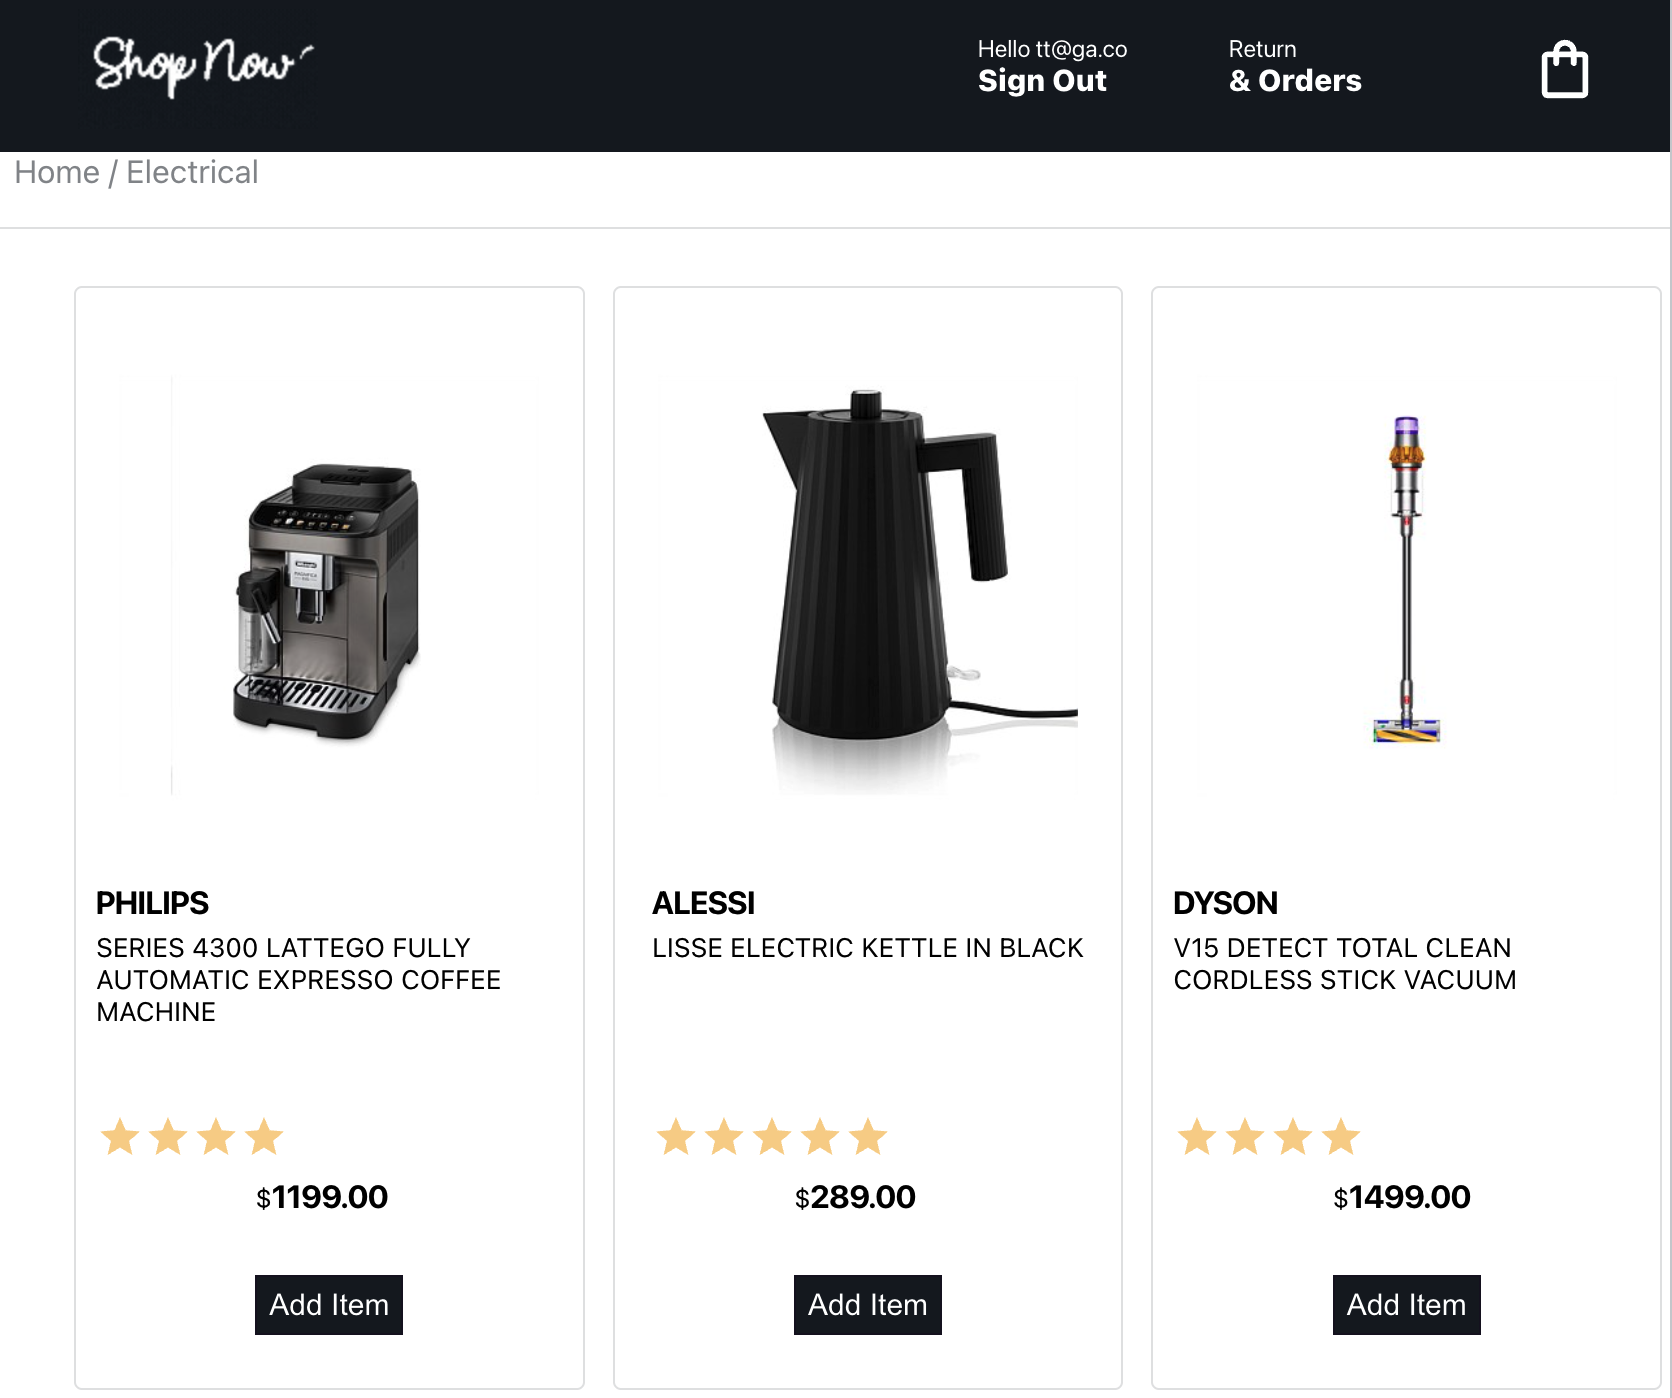 Shop Now
Hello tt@ga.co
Sign Out
Return
& Orders
Home / Electrical
PHILIPS
SERIES 4300 LATTEGO FULLY
AUTOMATIC EXPRESSO COFFEE
MACHINE
$1199.00
Add Item
ALESSI
LISSE ELECTRIC KETTLE IN BLACK
$289.00
Add Item
DYSON
V15 DETECT TOTAL CLEAN
CORDLESS STICK VACUUM
$1499.00
Add Item